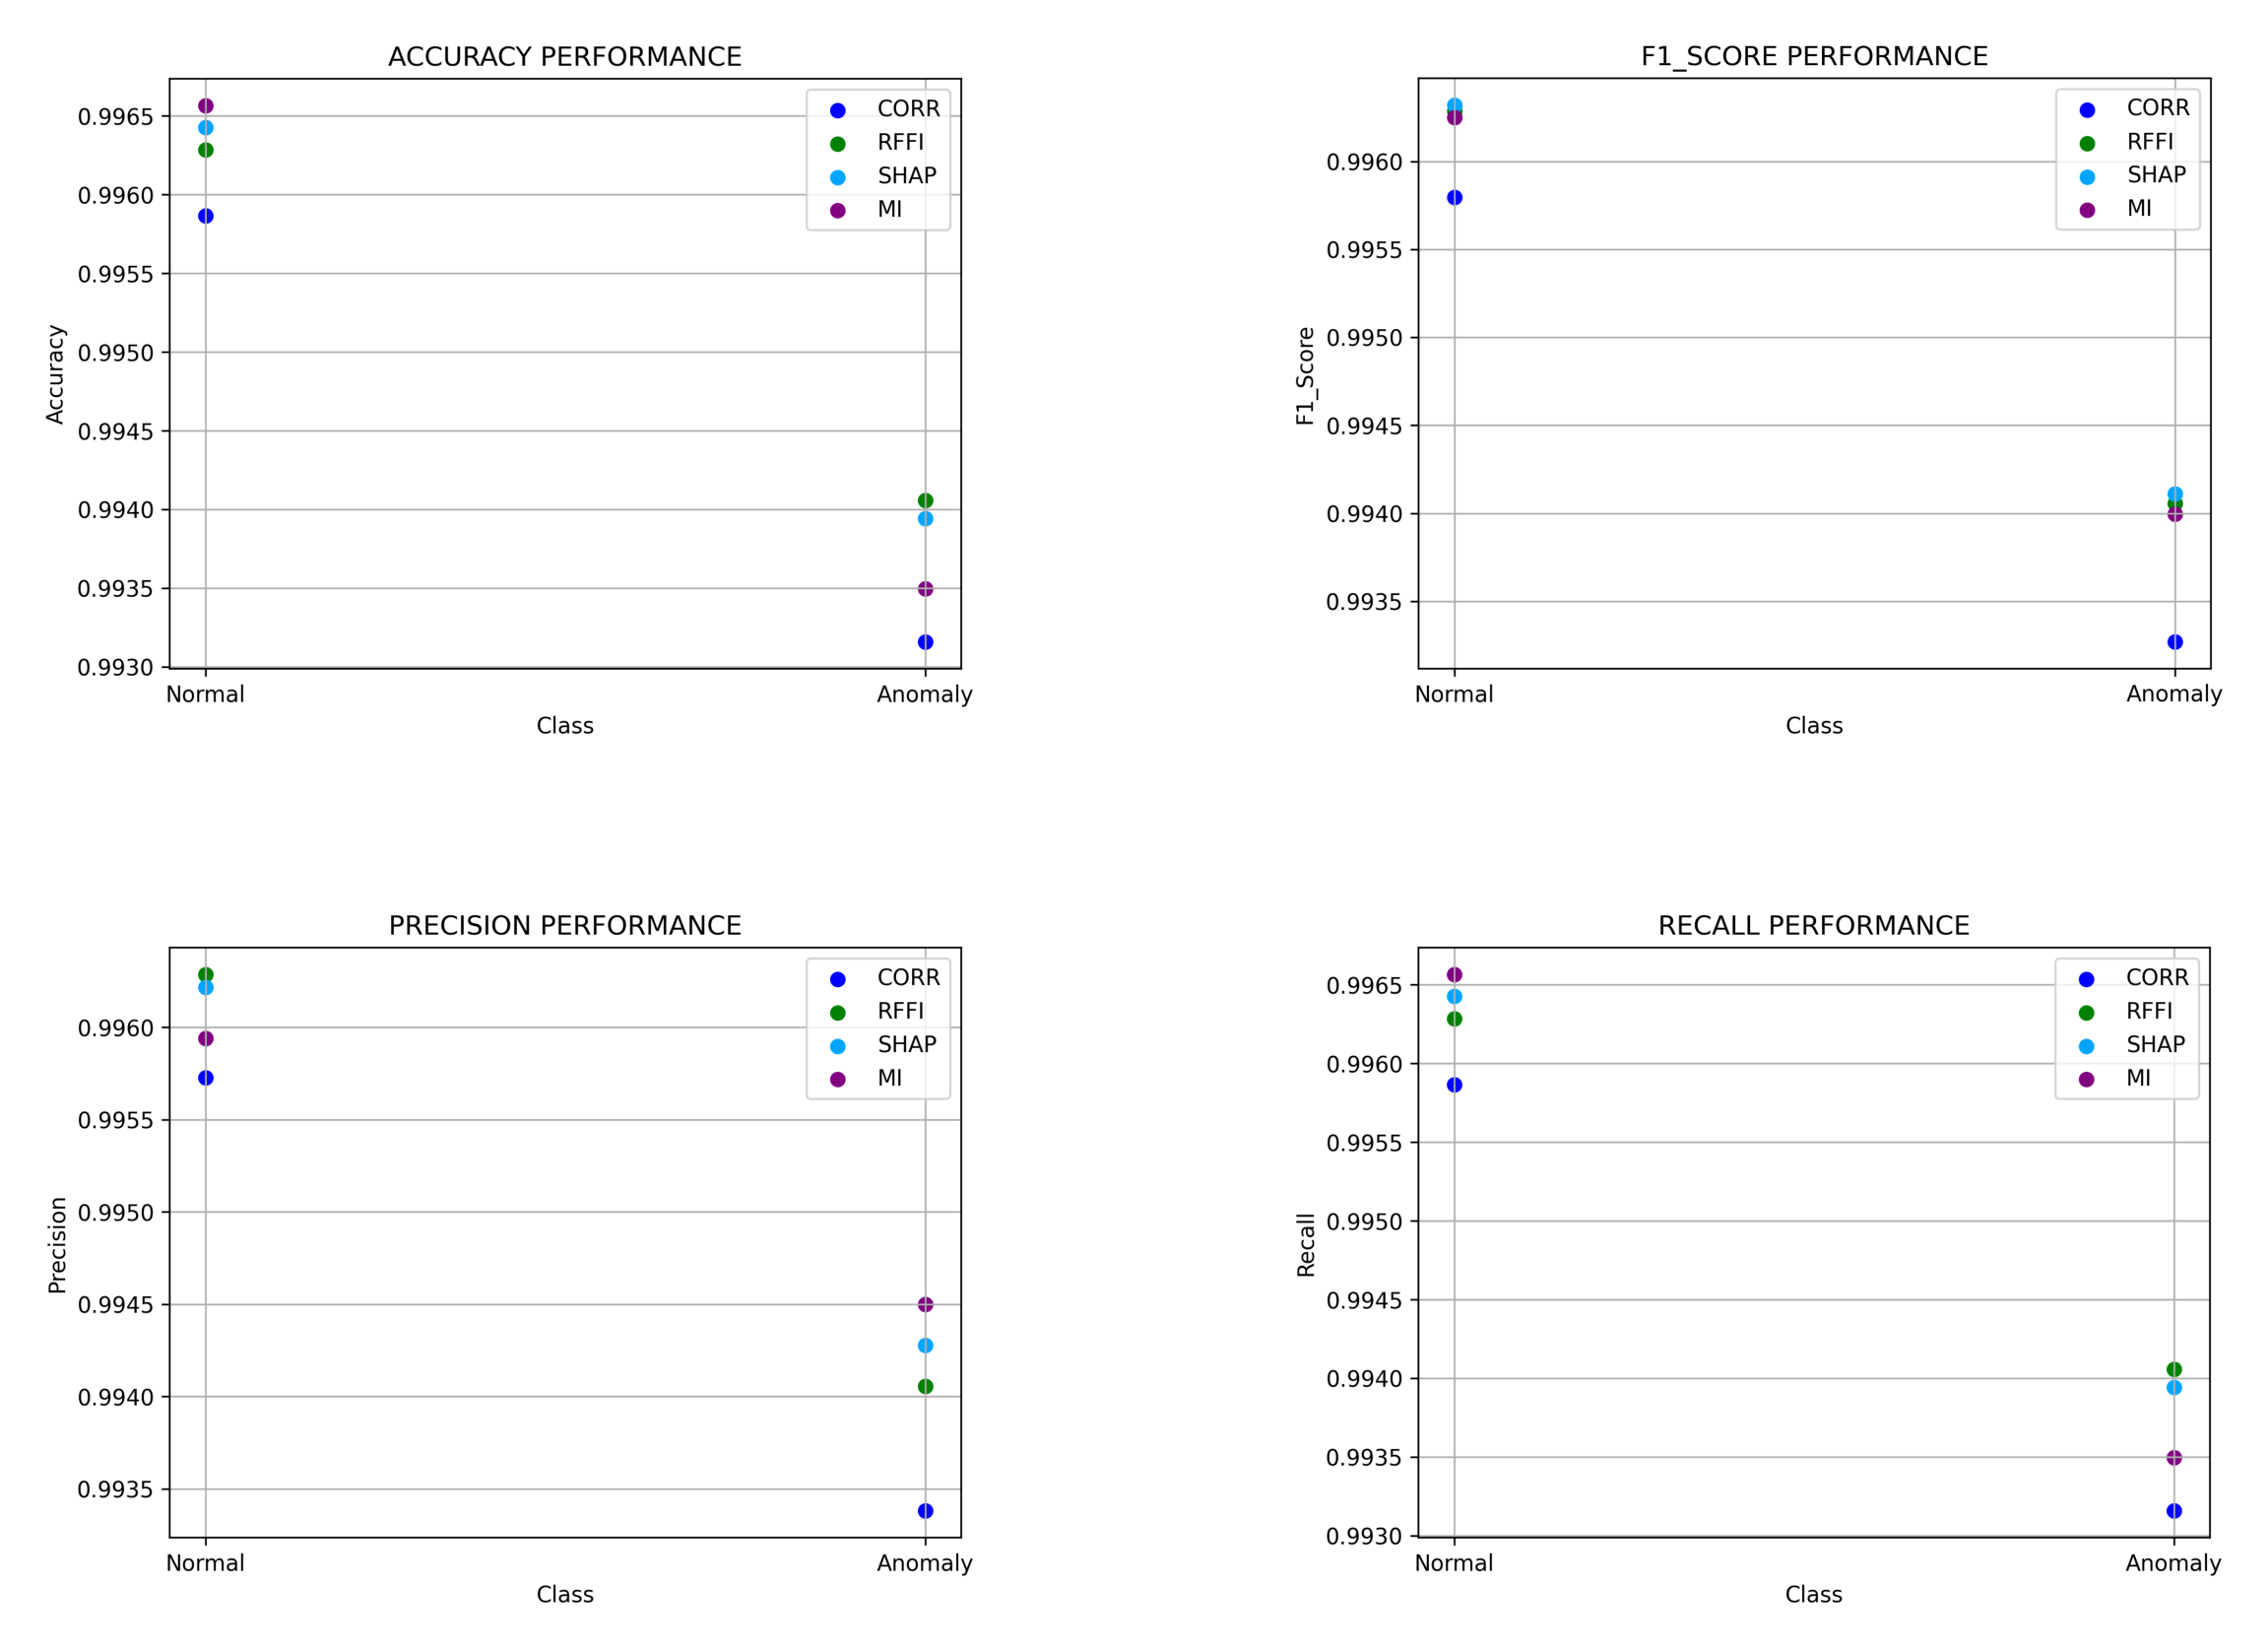 ACCURACY PERFORMANCE
0.9965
0.9960
0.9955
0.9950
0.9945
0.9940
0.9935
0.9930
Accuracy
Normal
Anomaly
Class
CORR
RFFI
SHAP
MI
F1_SCORE PERFORMANCE
0.9960
0.9955
0.9950
0.9945
0.9940
0.9935
F1_Score
Normal
Anomaly
Class
CORR
RFFI
SHAP
MI
PRECISION PERFORMANCE
0.9960
0.9955
0.9950
0.9945
0.9940
0.9935
Precision
Normal
Anomaly
Class
CORR
RFFI
SHAP
MI
RECALL PERFORMANCE
0.9965
0.9960
0.9955
0.9950
0.9945
0.9940
0.9935
0.9930
Recall
Normal
Anomaly
Class
CORR
RFFI
SHAP
MI